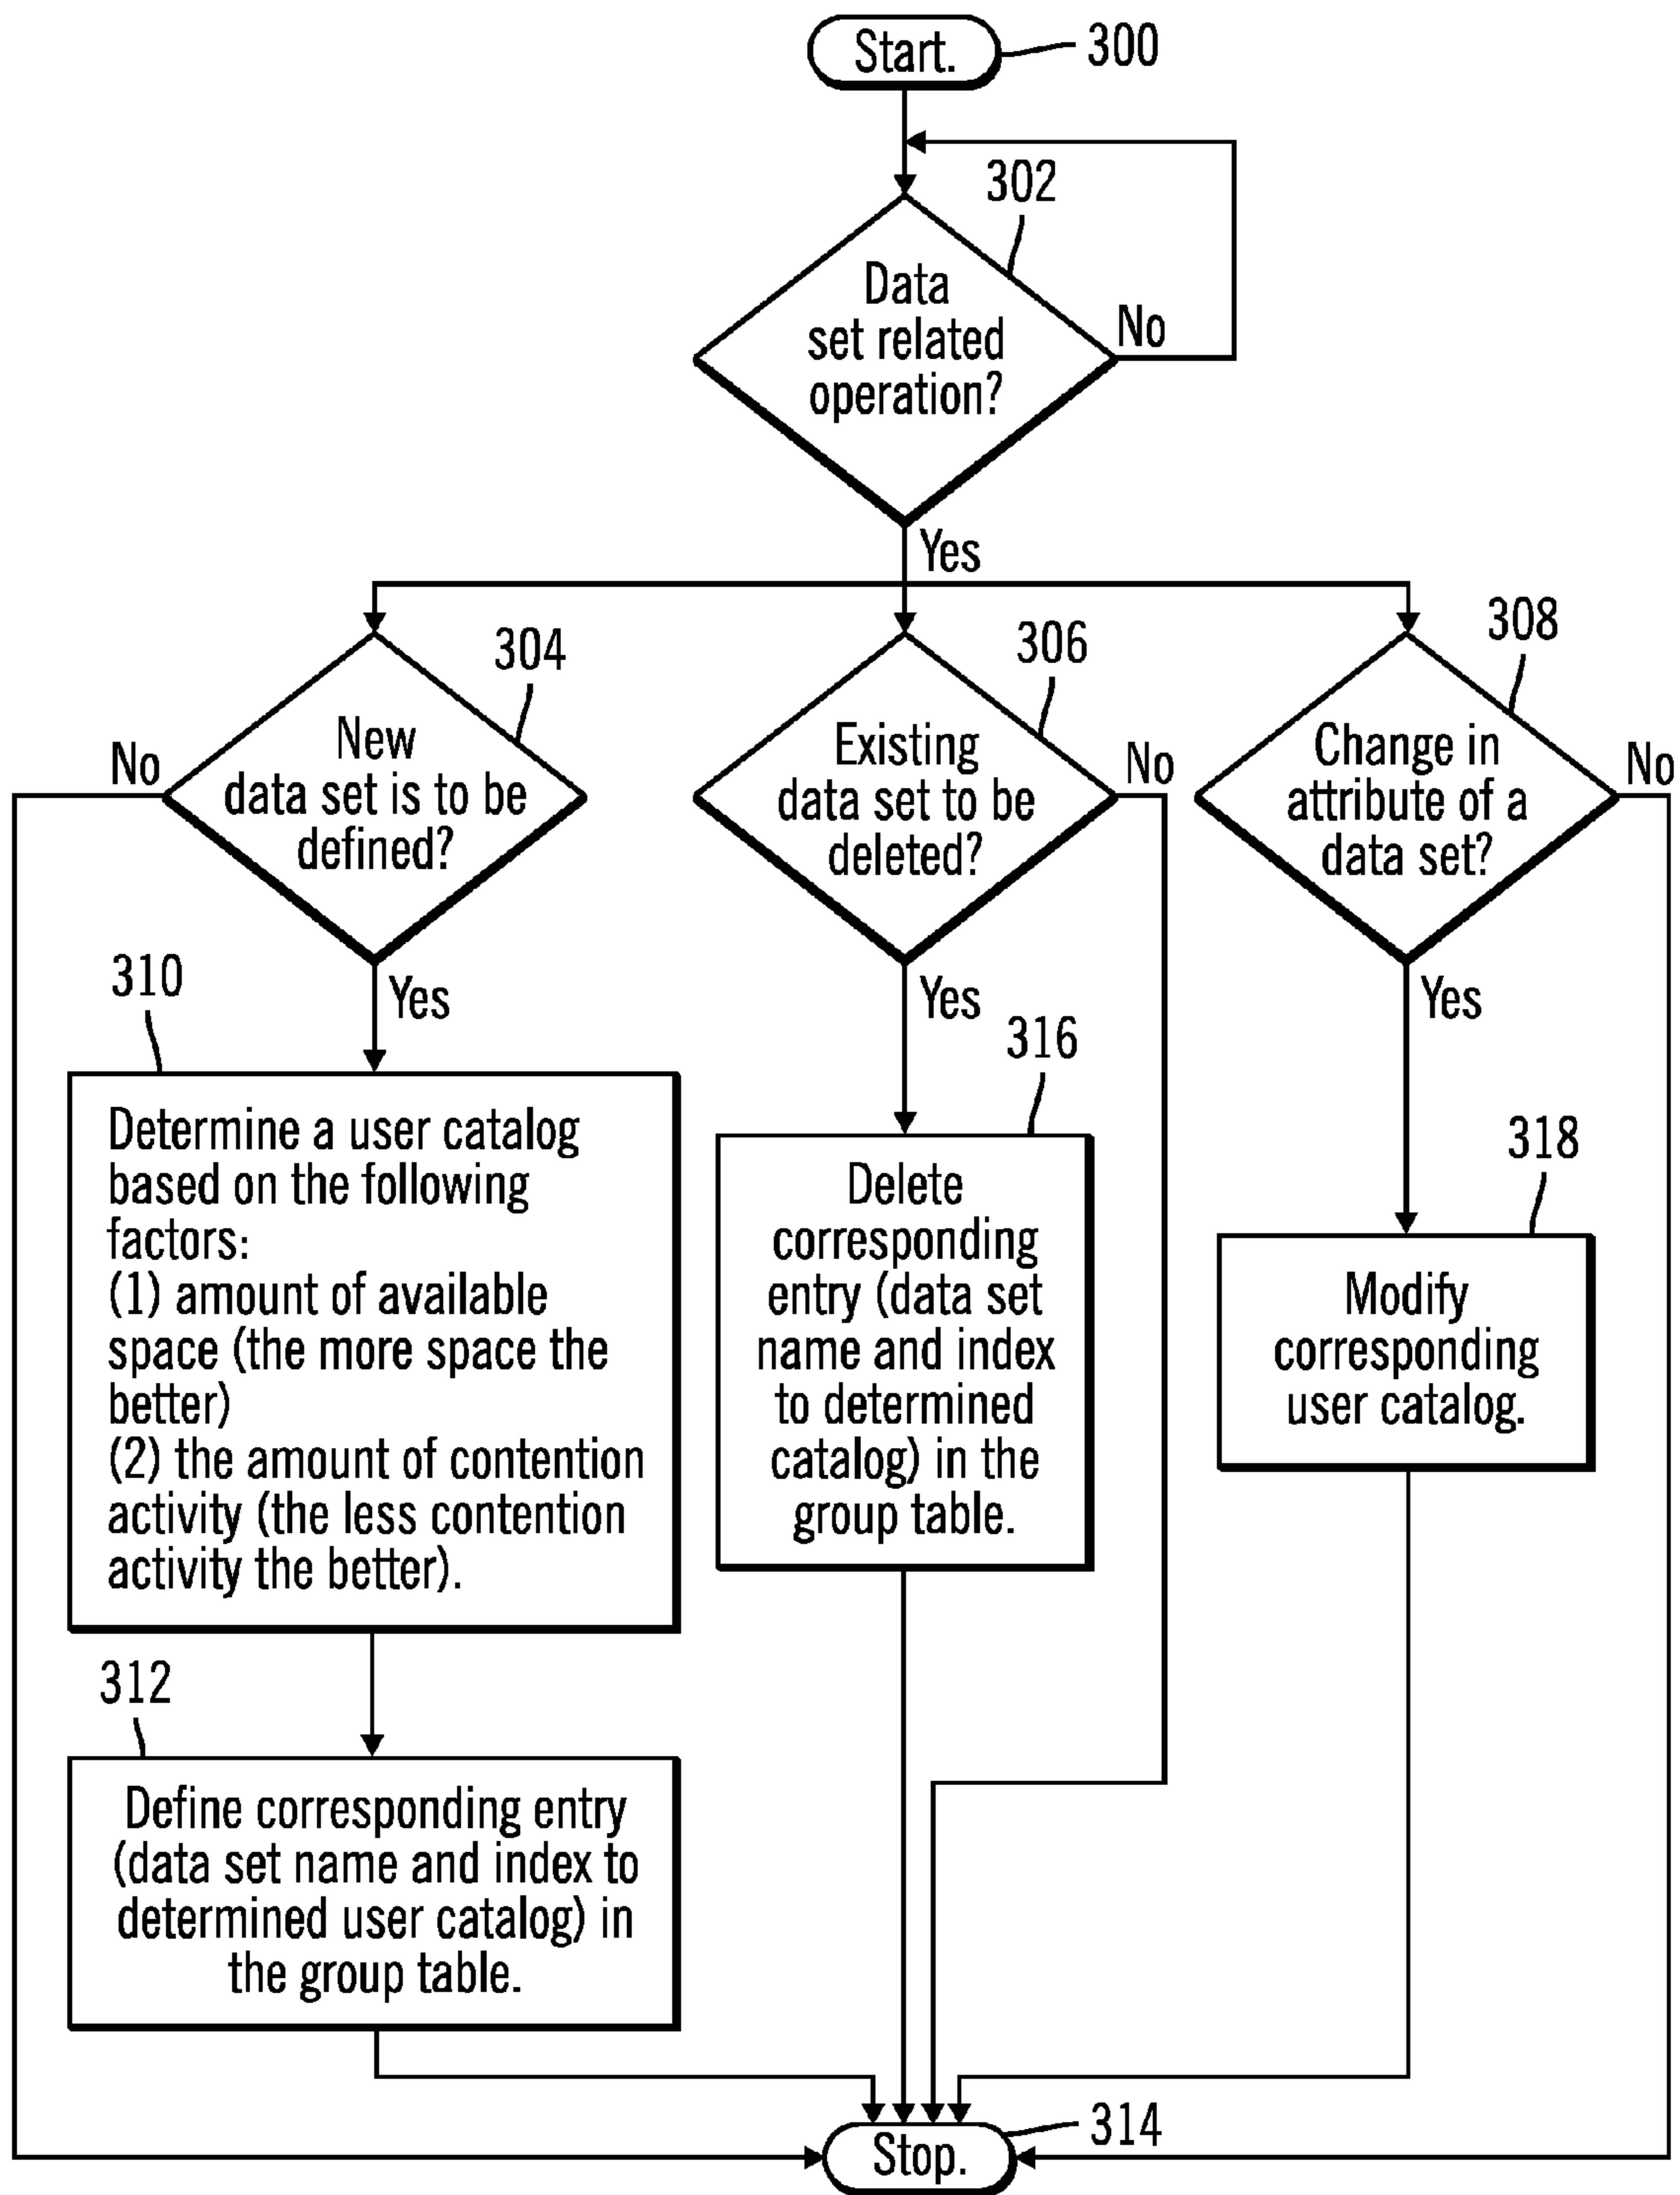 Start.
300
302
Data
set related
operation?
No
Yes
304
306
308
New
data set is to be
defined?
No
Existing
data set to be
deleted?
No
Change in
attribute of a
data set?
No
Yes
Yes
Yes
310
Determine a user catalog
based on the following
factors:
(1) amount of available
space (the more space the
better)
(2) the amount of contention
activity (the less contention
activity the better).
316
Delete
corresponding
entry (data set
name and index
to determined
catalog) in the
group table.
318
Modify
corresponding
user catalog.
312
Define corresponding entry
(data set name and index to
determined user catalog) in
the group table.
Stop.
314